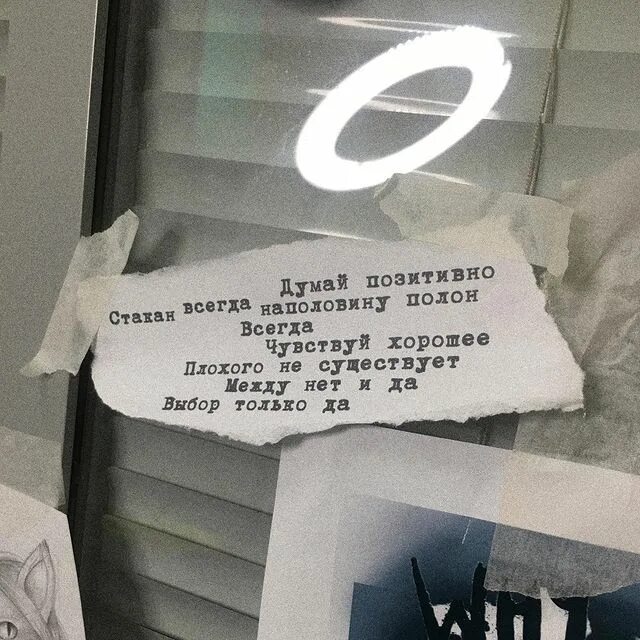 Думай позитивно
Стакан всегда наполовину полон
Всегда
Чувствуй хорошее
Плохого не существует
Между нет и да
Выбор только да